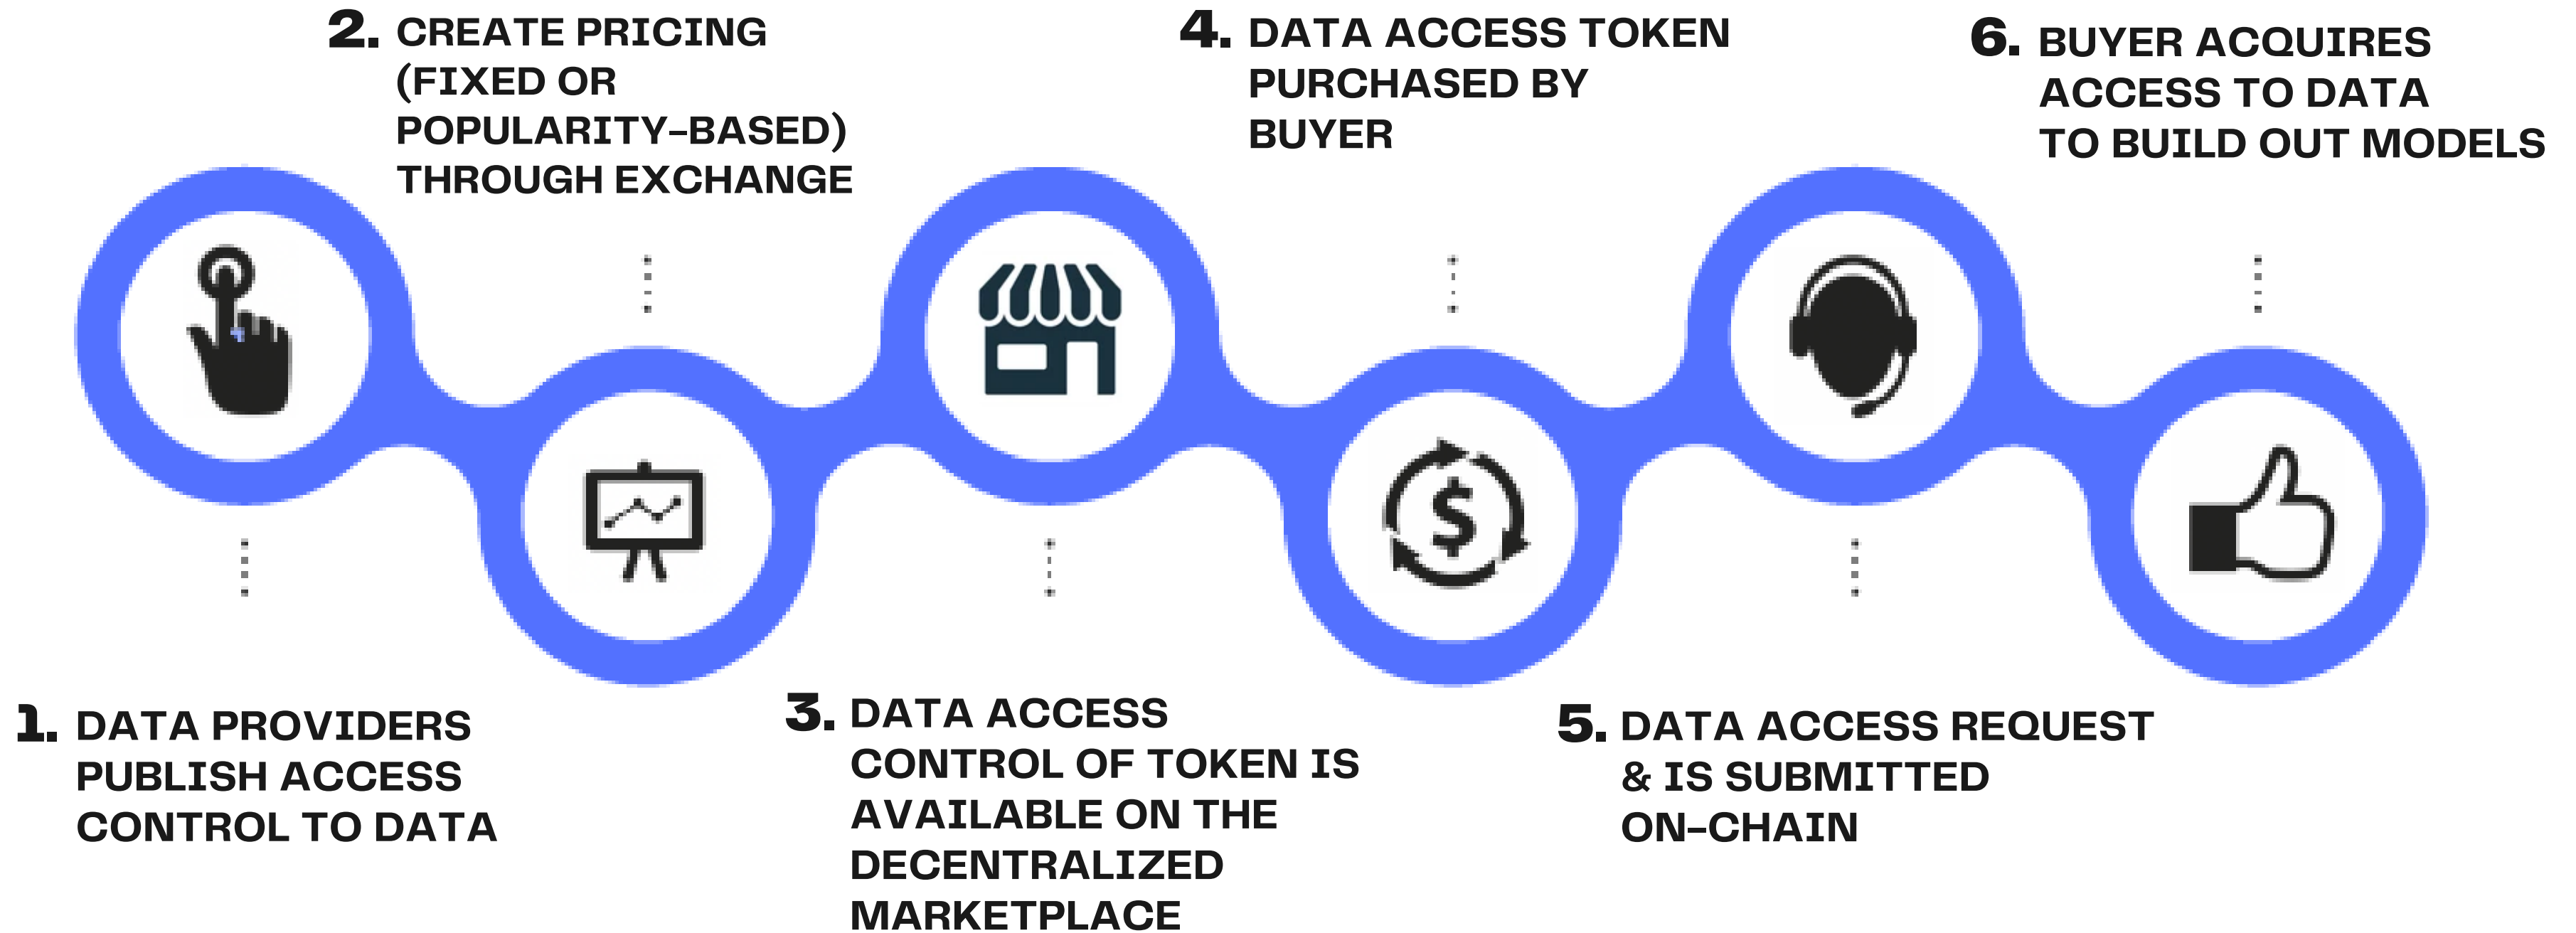 1. DATA PROVIDERS
PUBLISH ACCESS
CONTROL TO DATA
2. CREATE PRICING
(FIXED OR
POPULARITY-BASED)
THROUGH EXCHANGE
3. DATA ACCESS
CONTROL OF TOKEN IS
AVAILABLE ON THE
DECENTRALIZED
MARKETPLACE
4. DATA ACCESS TOKEN
PURCHASED BY
BUYER
5. DATA ACCESS REQUEST
& IS SUBMITTED
ON-CHAIN
6. BUYER ACQUIRES
ACCESS TO DATA
TO BUILD OUT MODELS
$